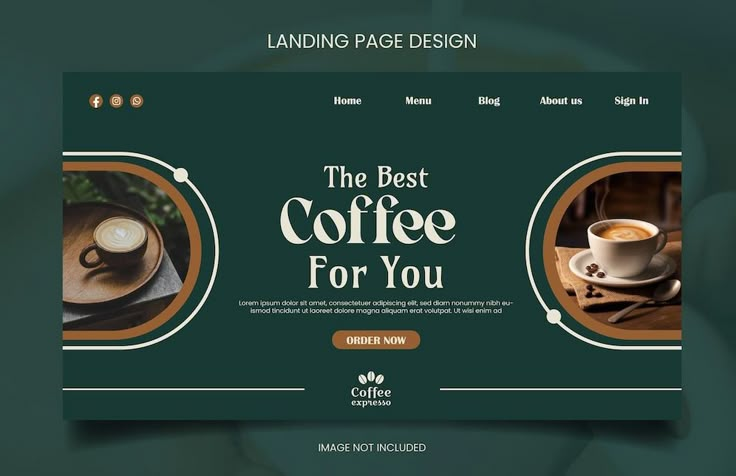 LANDING PAGE DESIGN
Home Menu Blog About us Sign In
The Best
Coffee
For You
Lorem ipsum dolor sit amet, consectetuer adipiscing elit, sed diam nonummy nibh eu-
ismod tincidunt ut laoreet dolore magna aliquam erat volutpat. Ut wisi enim ad
ORDER NOW
Coffee
expresso
IMAGE NOT INCLUDED